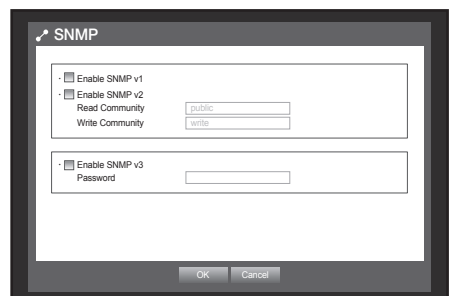 SNMP
· Enable SNMP v1
· Enable SNMP v2
Read Community public
Write Community write
· Enable SNMP v3
Password
OK Cancel